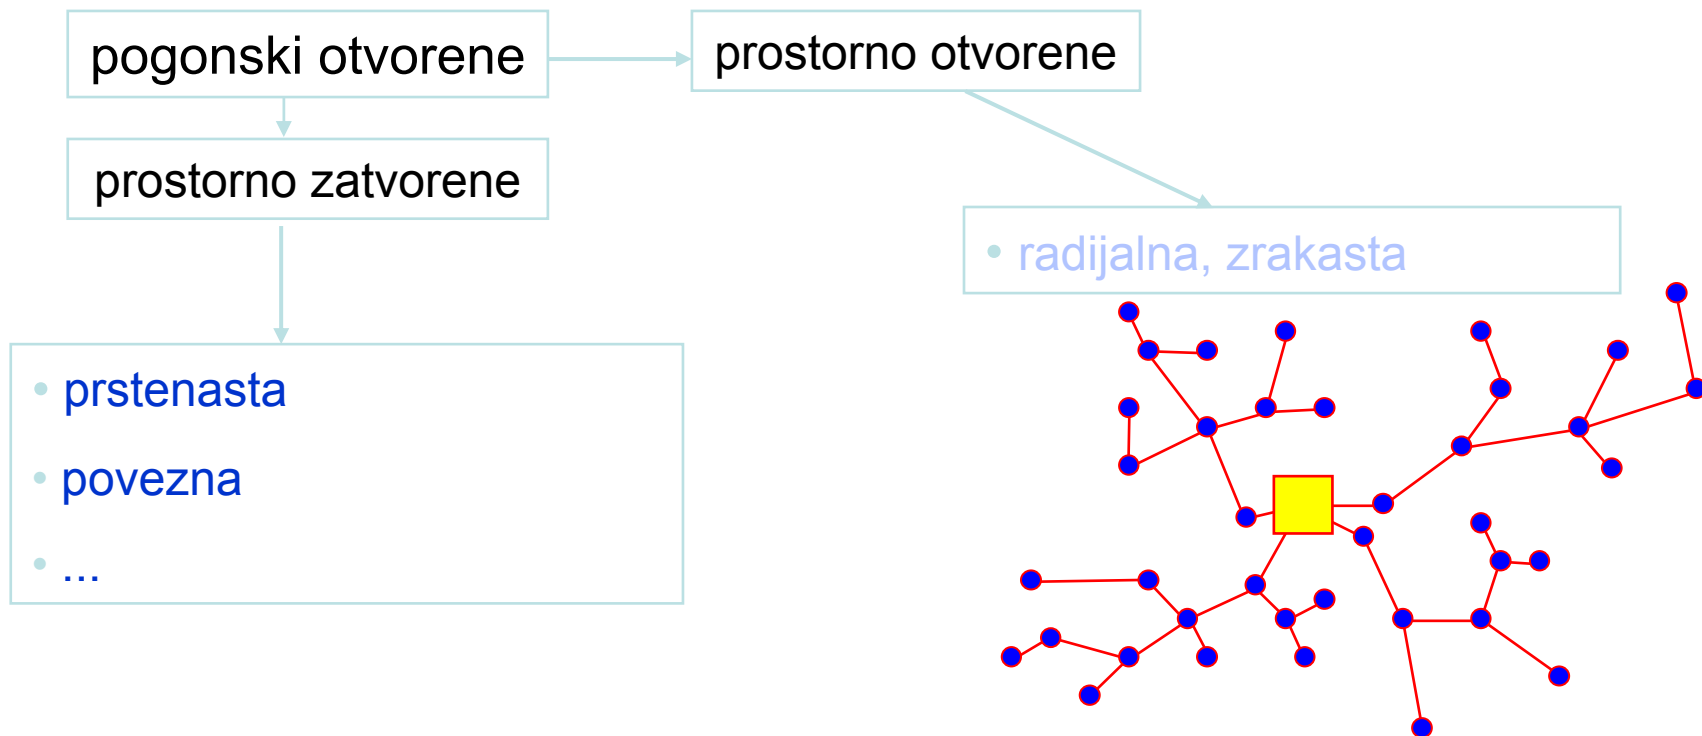 pogonski otvorene
prostorno otvorene
prostorno zatvorene
• radijalna, zrakasta
• prstenasta
• povezna
• ...